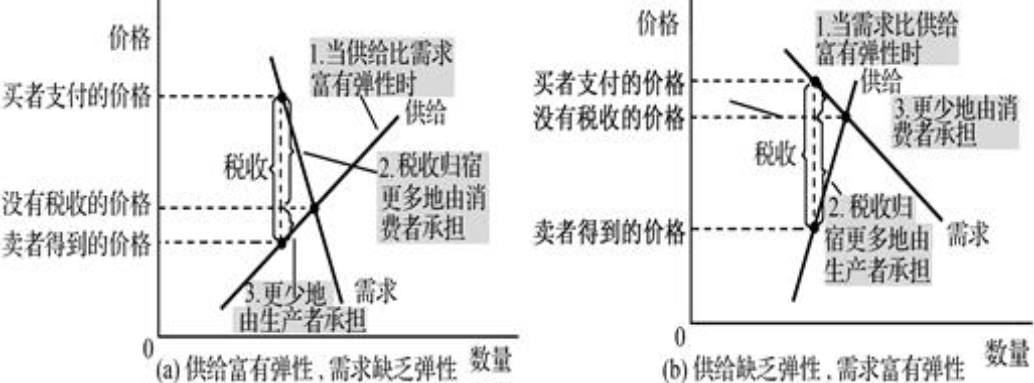 价格
1.当供给比需求
富有弹性时
买者支付的价格
供给
税收
2. 税收归宿
更多地由消
费者承担
没有税收的价格
卖者得到的价格
3.更少地
由生产者承担
需求
0
数量
(a) 供给富有弹性，需求缺乏弹性
价格
1.当需求比供给
富有弹性时
买者支付的价格
供给
没有税收的价格
3.更少地由消
费者承担
税收
2. 税收归
宿更多地由
生产者承担
卖者得到的价格
需求
0
数量
(b) 供给缺乏弹性，需求富有弹性